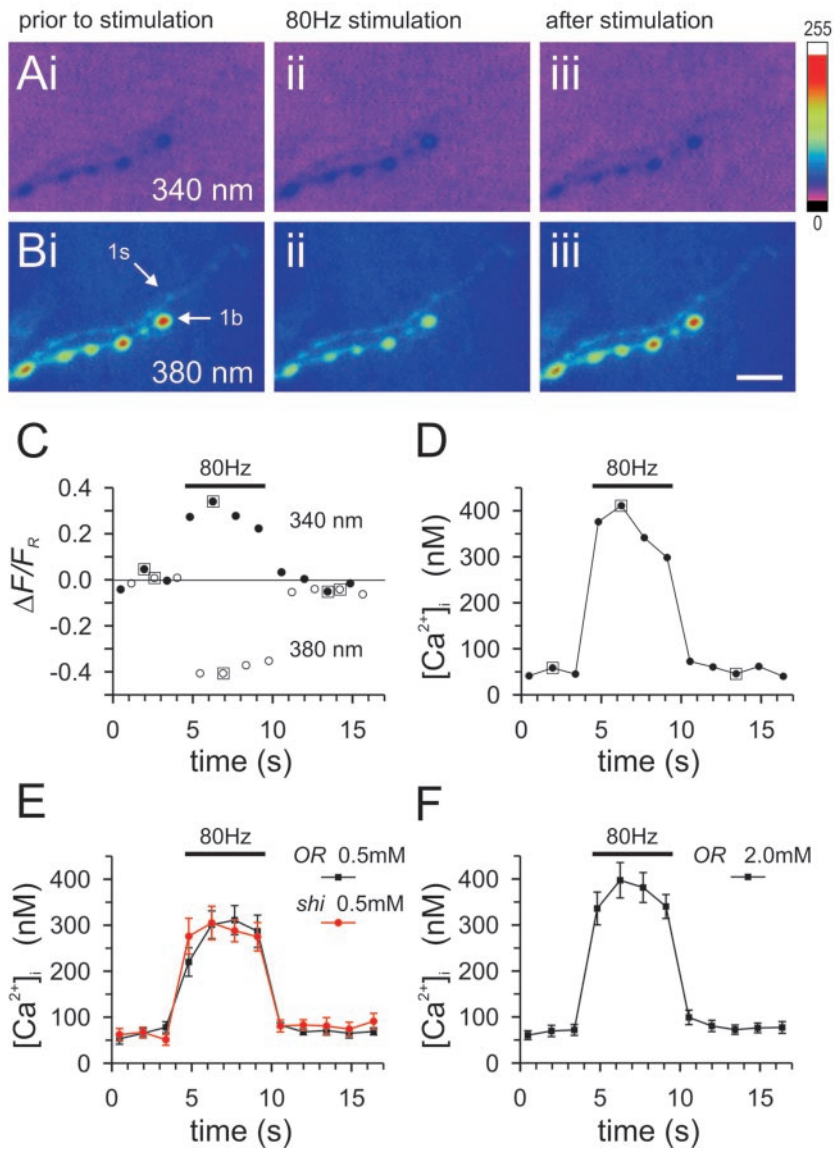 prior to stimulation 80Hz stimulation after stimulation
255
Ai ii iii
340 nm
0
Bi ii iii
1s
1b
380 nm
C D
80Hz 80Hz
0.4 400
340 nm
0.2 300
0.0 200
-0.2 100
380 nm
-0.4 0
ΔF/F_R [Ca²⁺]ᵢ (nM)
0 5 10 15 0 5 10 15
time (s) time (s)
E F
80Hz 80Hz
OR 0.5mM OR 2.0mM
shi 0.5mM
400 400
300 300
200 200
100 100
0 0
[Ca²⁺]ᵢ (nM) [Ca²⁺]ᵢ (nM)
0 5 10 15 0 5 10 15
time (s) time (s)